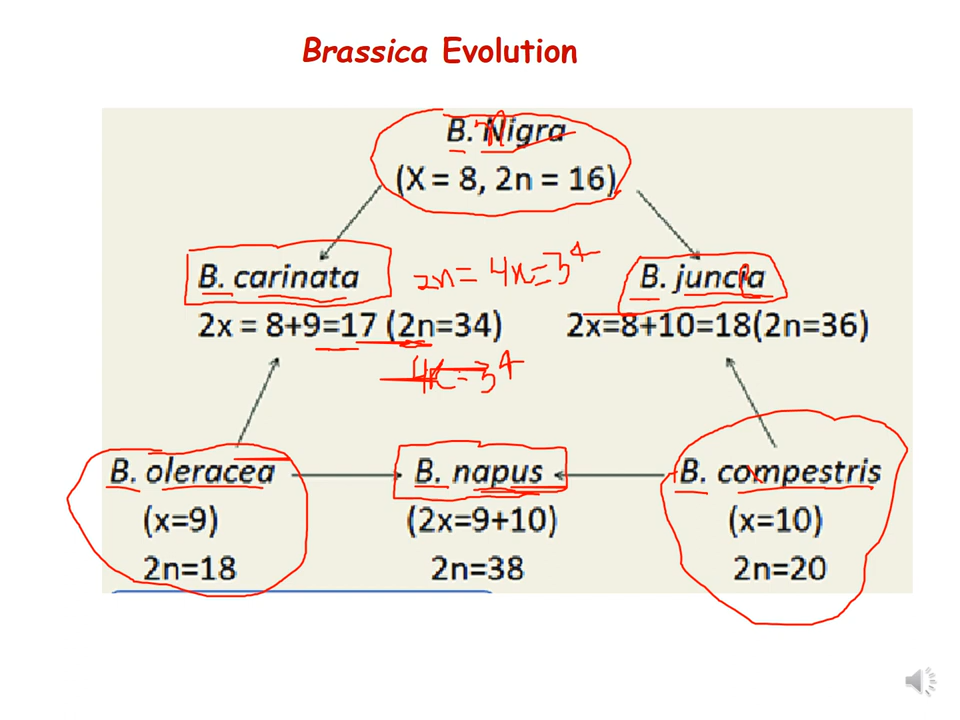 Brassica Evolution
B. Nigra
(X = 8, 2n = 16)
B. carinata
2n = 4x = 34
B. juncia
2x = 8+9=17 (2n=34)
2x=8+10=18(2n=36)
4x = 34
B. oleracea
B. napus
B. compestris
(x=9)
(2x=9+10)
(x=10)
2n=18
2n=38
2n=20